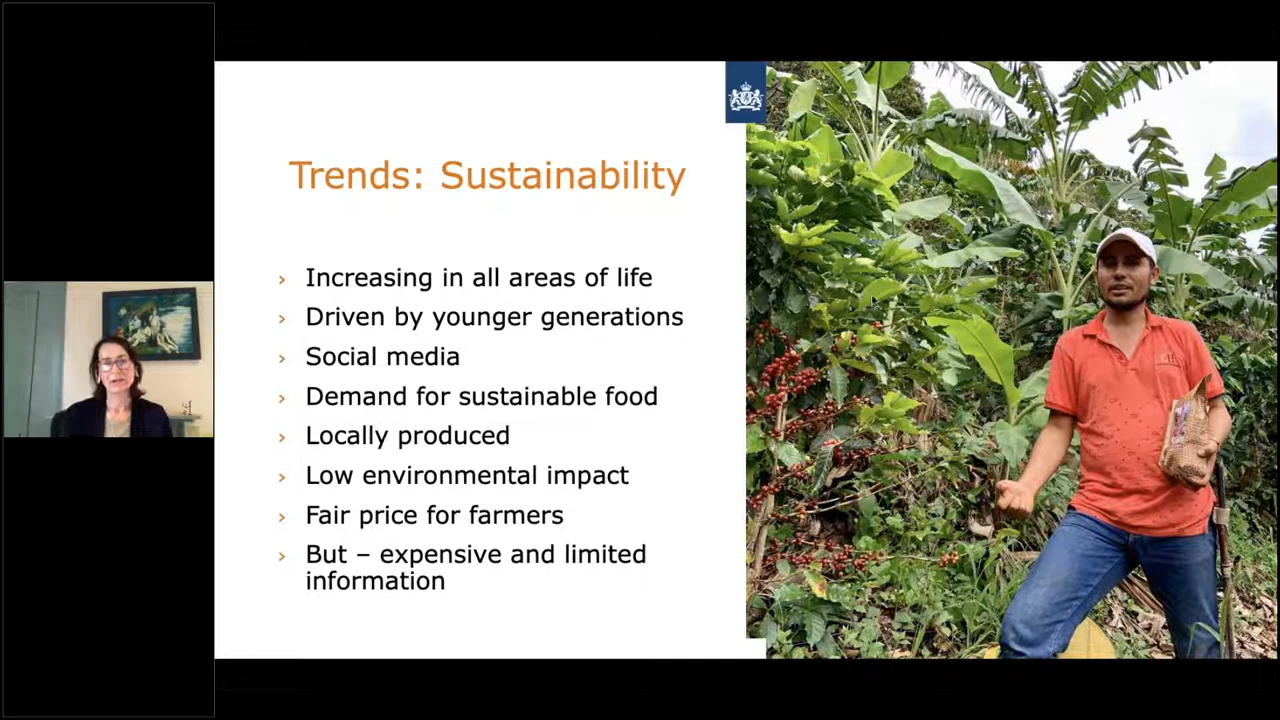 Trends: Sustainability
› Increasing in all areas of life
› Driven by younger generations
› Social media
› Demand for sustainable food
› Locally produced
› Low environmental impact
› Fair price for farmers
› But – expensive and limited
information